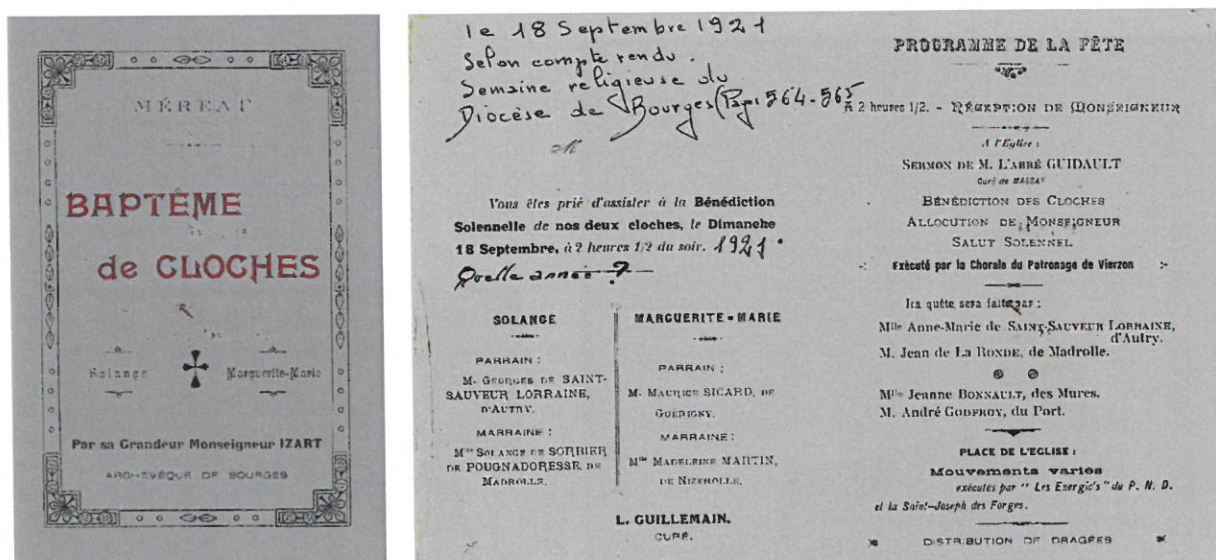 MÉREAU
BAPTÊME
de CLOCHES
Solange Marguerite-Marie
Par sa Grandeur Monseigneur IZART
ARCHEVÊQUE DE BOURGES
le 18 Septembre 1921
Selon compte rendu.
Semaine religieuse du
Diocèse de Bourges (Pages 564-565
Vous êtes prié d'assister à la Bénédiction
Solennelle de nos deux cloches, le Dimanche
18 Septembre, à 2 heures 1/2 du soir. 1921.
Quelle année ?
SOLANGE
PARRAIN :
M. GEORGES DE SAINT-
SAUVEUR LORRAINE,
D'AUTRY.
MARRAINE :
Mlle SOLANGE DE SORBIER
DE POUGNADORESSE DE
MADROLLE.
MARGUERITE-MARIE
PARRAIN :
M. MAURICE SICARD, DE
GUÉRIGNY.
MARRAINE :
Mlle MADELEINE MARTIN,
DE NIZEROLLE.
L. GUILLEMAIN.
CURÉ.
PROGRAMME DE LA FÊTE
A 2 heures 1/2. - RÉCEPTION DE MONSEIGNEUR
A l'Eglise :
SERMON DE M. L'ABBÉ GUIDAULT
Curé de MASSAY
BÉNÉDICTION DES CLOCHES
ALLOCUTION DE MONSEIGNEUR
SALUT SOLENNEL
Exécuté par la Chorale du Patronage de Vierzon
La quête sera faite par :
Mlle Anne-Marie de SAINT-SAUVEUR LORRAINE,
d'Autry.
M. Jean de LA RONDE, de Madrolle.
Mlle Jeanne BONNAULT, des Mures.
M. André GODEFROY, du Port.
PLACE DE L'EGLISE :
Mouvements variés
exécutés par "Les Energic's" du P. N. D.
et la Saint-Joseph des Forges.
DISTRIBUTION DE DRAGÉES